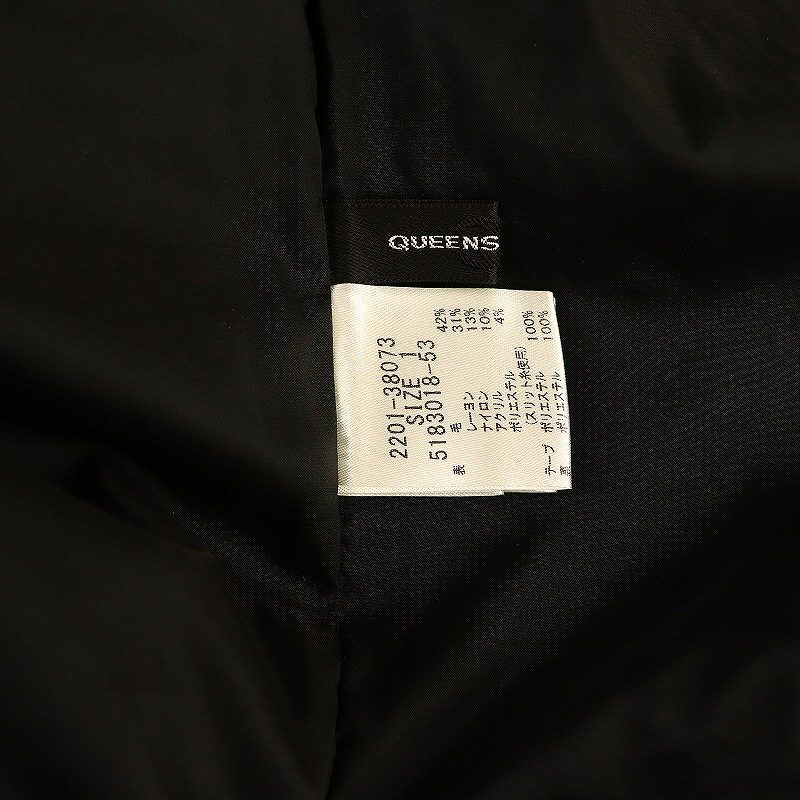 QUEENS
2201-38073
SIZE 1
5183018-53
表 毛 42%
レーヨン 31%
ナイロン 13%
アクリル 10%
ポリエステル 4%
(スリット糸使用)
テープ ポリエステル 100%
裏 ポリエステル 100%